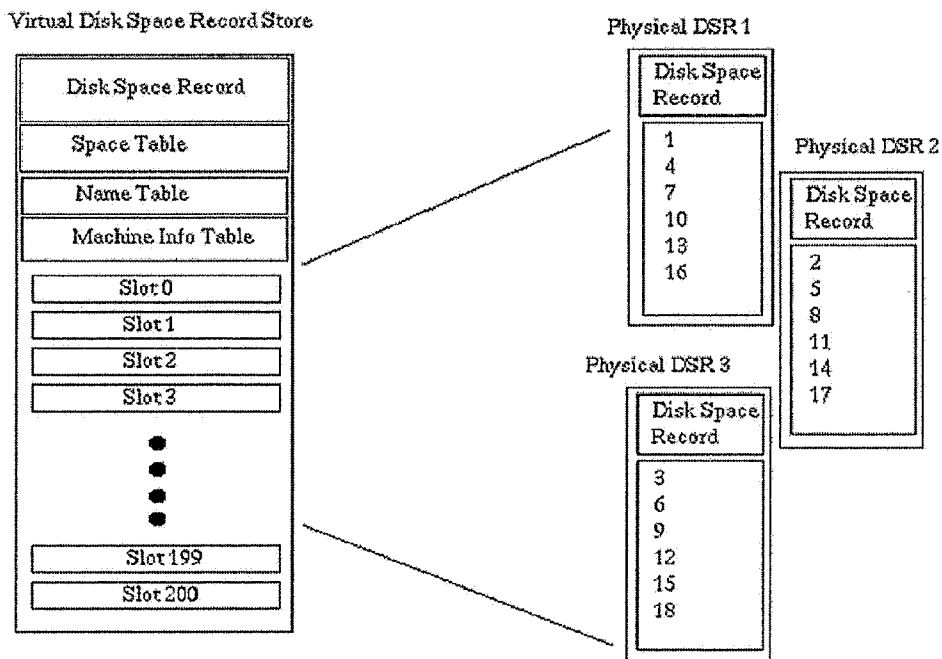 Virtual Disk Space Record Store
Disk Space Record
Space Table
Name Table
Machine Info Table
Slot 0
Slot 1
Slot 2
Slot 3
Slot 199
Slot 200
Physical DSR 1
Disk Space
Record
1
4
7
10
13
16
Physical DSR 2
Disk Space
Record
2
5
8
11
14
17
Physical DSR 3
Disk Space
Record
3
6
9
12
15
18